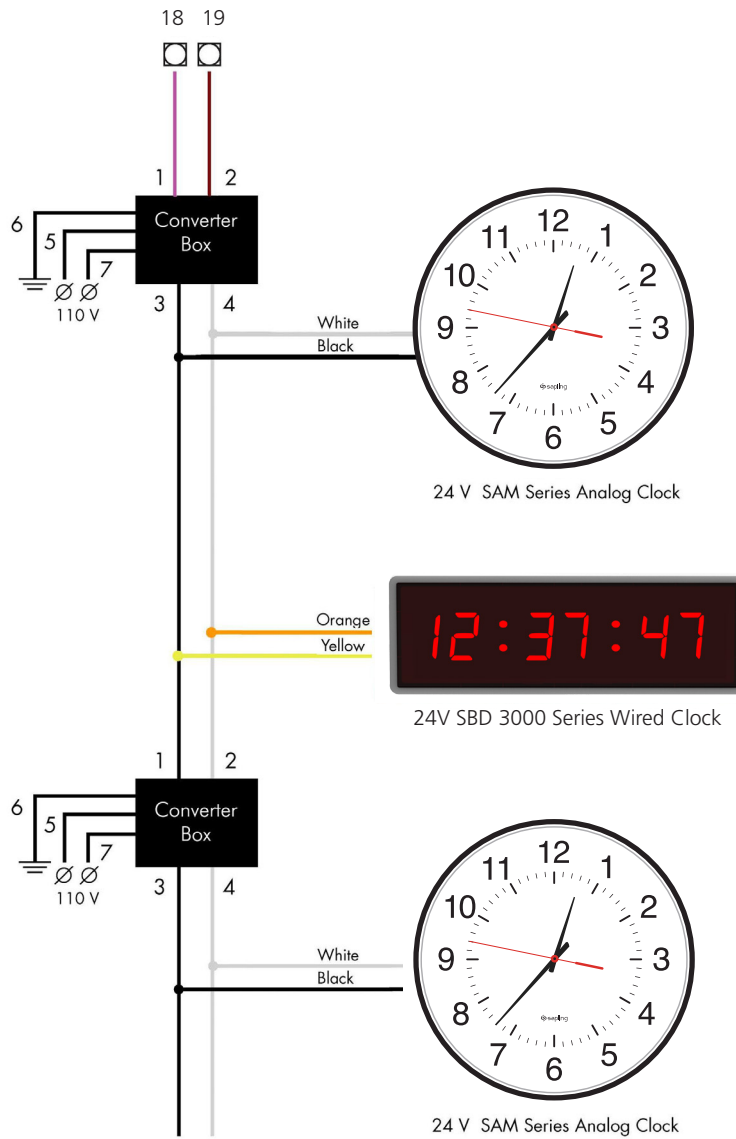 18 19
1 2
Converter
Box
6
5
7
110 V
3 4
White
Black
12
1
2
3
4
5
6
7
8
9
10
11
sapling
24 V SAM Series Analog Clock
Orange
Yellow
12:37:47
24V SBD 3000 Series Wired Clock
1 2
Converter
Box
6
5
7
110 V
3 4
White
Black
12
1
2
3
4
5
6
7
8
9
10
11
sapling
24 V SAM Series Analog Clock